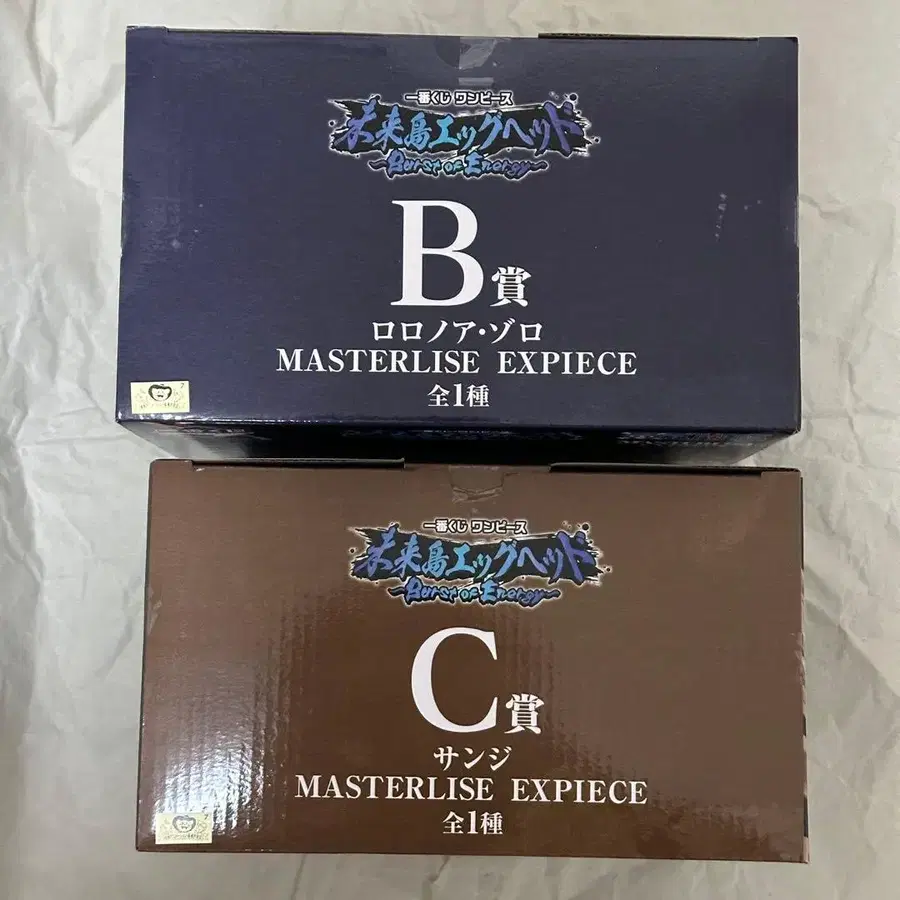 一番くじ ワンピース
未来島エッグヘッド
~Burst of Energy~
B賞
ロロノア・ゾロ
MASTERLISE EXPIECE
全1種
一番くじ ワンピース
未来島エッグヘッド
~Burst of Energy~
C賞
サンジ
MASTERLISE EXPIECE
全1種